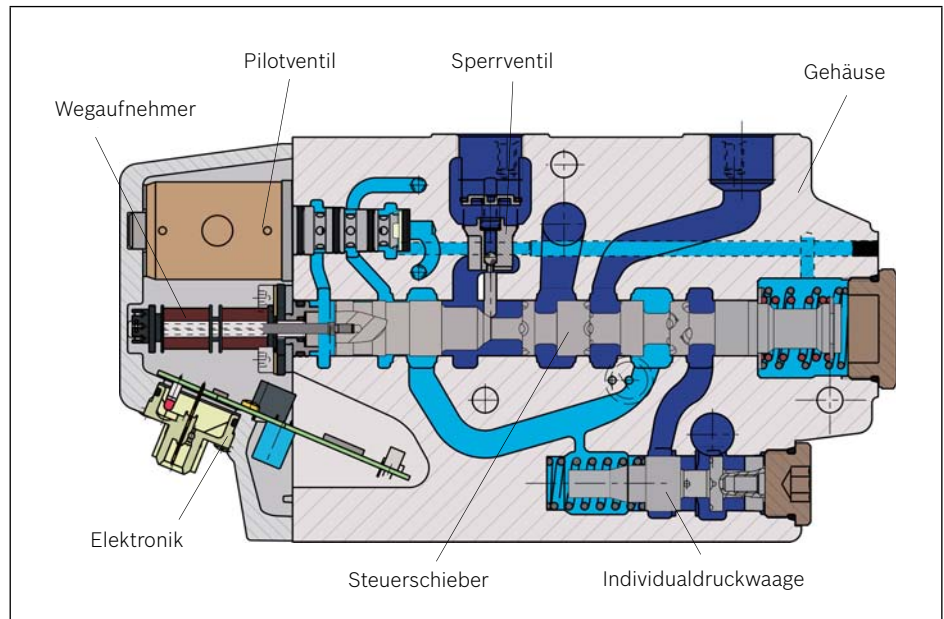 Pilotventil
Sperrventil
Gehäuse
Wegaufnehmer
Elektronik
Steuerschieber
Individualdruckwaage